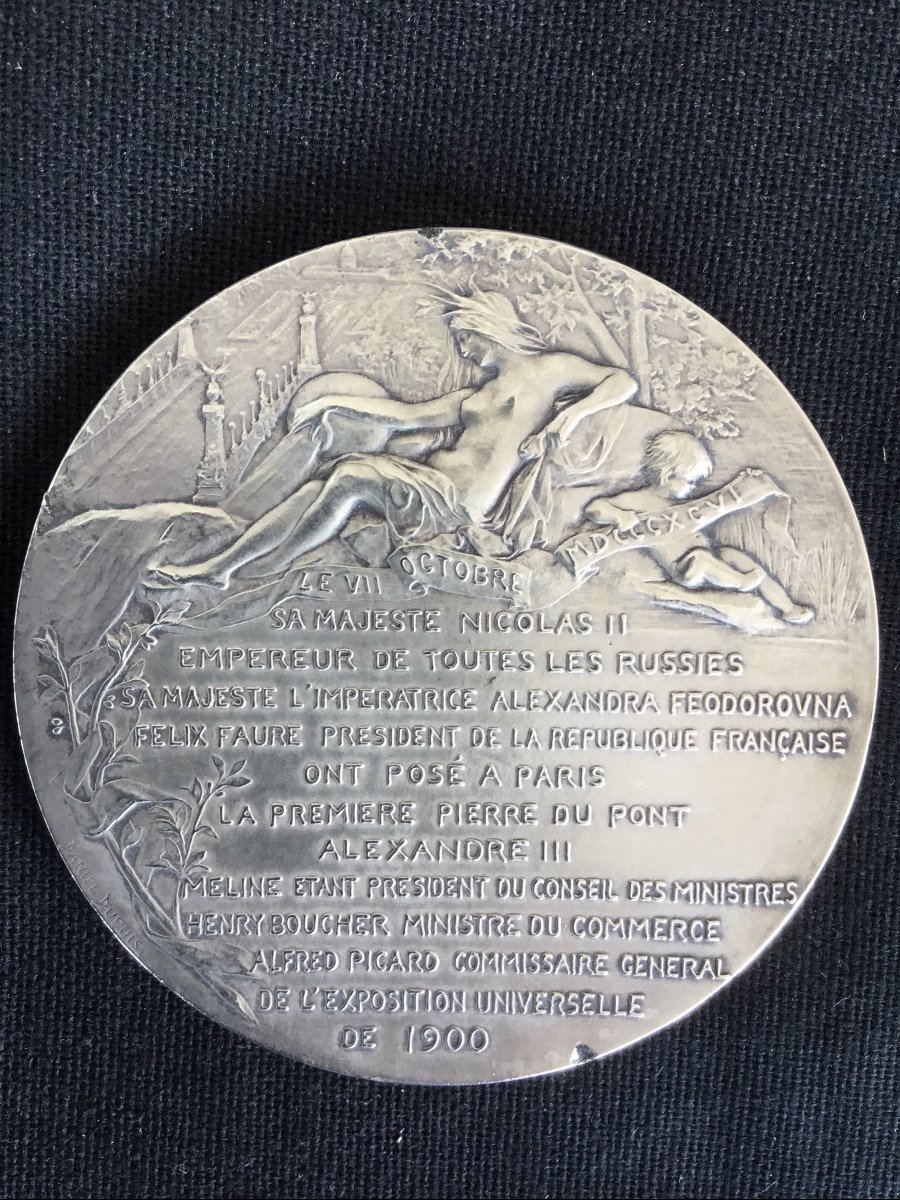 LE VII OCTOBRE MDCCCXCVI
SA MAJESTE NICOLAS II
EMPEREUR DE TOUTES LES RUSSIES
SA MAJESTE L'IMPERATRICE ALEXANDRA FEODOROVNA
FELIX FAURE PRESIDENT DE LA REPUBLIQUE FRANÇAISE
ONT POSÉ A PARIS
LA PREMIERE PIERRE DU PONT
ALEXANDRE III
MELINE ETANT PRESIDENT DU CONSEIL DES MINISTRES
HENRY BOUCHER MINISTRE DU COMMERCE
ALFRED PICARD COMMISSAIRE GENERAL
DE L'EXPOSITION UNIVERSELLE
DE 1900
DANIEL DUPUIS